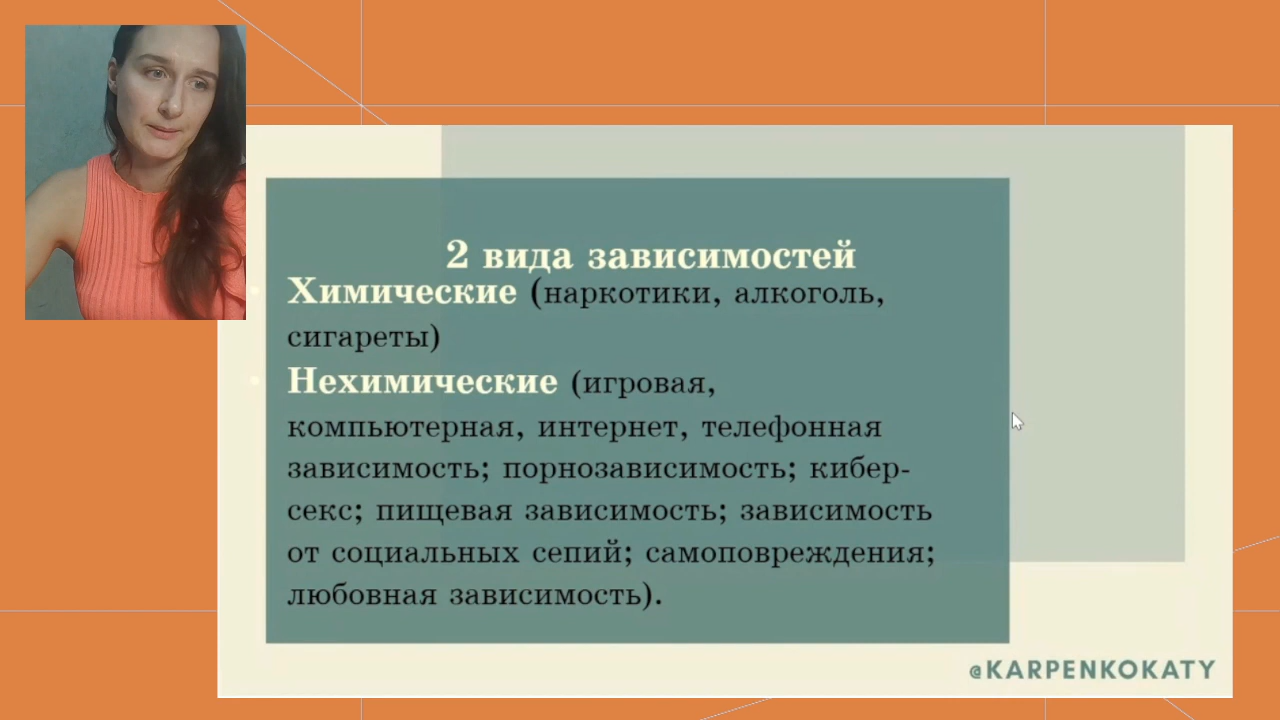 2 вида зависимостей
Химические (наркотики, алкоголь,
сигареты)
Нехимические (игровая,
компьютерная, интернет, телефонная
зависимость; порнозависимость; кибер-
секс; пищевая зависимость; зависимость
от социальных сепий; самоповреждения;
любовная зависимость).
@KARPENKOKATY